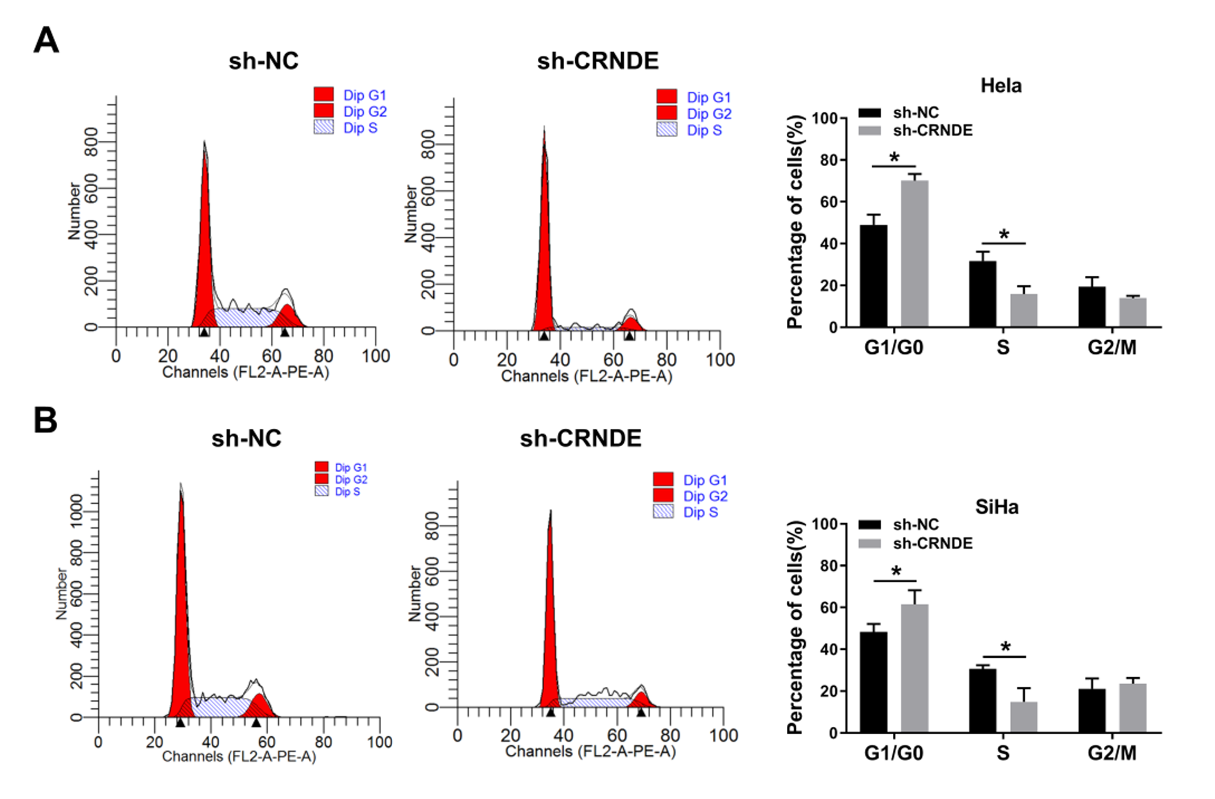 A
sh-NC
Dip G1
Dip G2
Dip S
Number
0 200 400 600 800
0 20 40 60 80 100
Channels (FL2-A-PE-A)
sh-CRNDE
Dip G1
Dip G2
Dip S
Number
0 200 400 600 800
0 20 40 60 80 100
Channels (FL2-A-PE-A)
Hela
sh-NC
sh-CRNDE
Percentage of cells(%)
100
80
60
40
20
0
*
*
G1/G0 S G2/M
B
sh-NC
Dip G1
Dip G2
Dip S
Number
0 200 400 600 800 1000
0 20 40 60 80 100
Channels (FL2-A-PE-A)
sh-CRNDE
Dip G1
Dip G2
Dip S
Number
0 200 400 600 800
0 20 40 60 80 100
Channels (FL2-A-PE-A)
SiHa
sh-NC
sh-CRNDE
Percentage of cells(%)
100
80
60
40
20
0
*
*
G1/G0 S G2/M